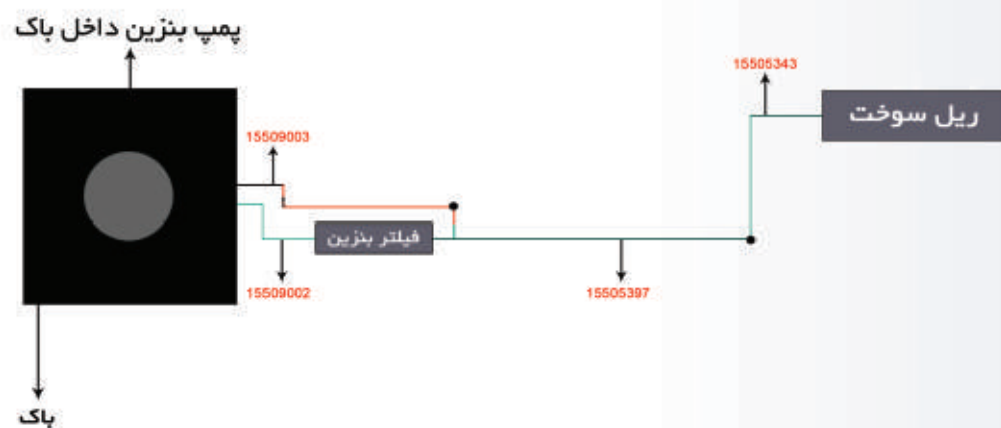 پمپ بنزین داخل باک
15505343
ریل سوخت
15509003
فیلتر بنزین
15509002
15505397
باک